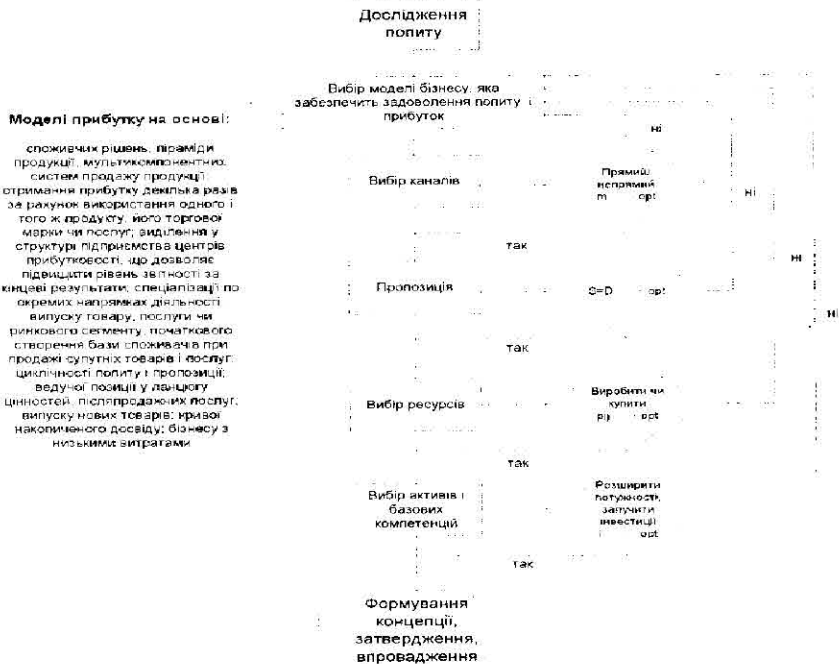 Дослідження
попиту
Вибір моделі бізнесу, яка
забезпечить задоволення попиту і
прибуток
Моделі прибутку на основі:
споживчих рішень, піраміди
продукції, мультикомпонентних
систем продажу продукції,
отримання прибутку декілька разів
за рахунок використання одного і
того ж продукту, його торгової
марки чи послуг; виділення у
структурі підприємства центрів
прибутковості, що дозволяє
підвищити рівень звітності за
кінцеві результати; спеціалізації по
окремих напрямках діяльності
випуску товару, послуги чи
ринкового сегменту, початкового
створення бази споживачів при
продажі супутніх товарів і послуг;
циклічності попиту і пропозиції;
ведучої позиції у ланцюгу
цінностей, післяпродажних послуг;
випуску нових товарів; кривої
накопиченого досвіду; бізнесу з
низькими витратами
ні
Вибір каналів
Прямий,
непрямий
m opt
ні
так
ні
Пропозиція
S=D opt
ні
так
Вибір ресурсів
Виробити чи
купити
opt
так
Вибір активів і
базових
компетенцій
Розширити
потужності,
залучити
інвестиції
opt
так
Формування
концепції,
затвердження,
впровадження